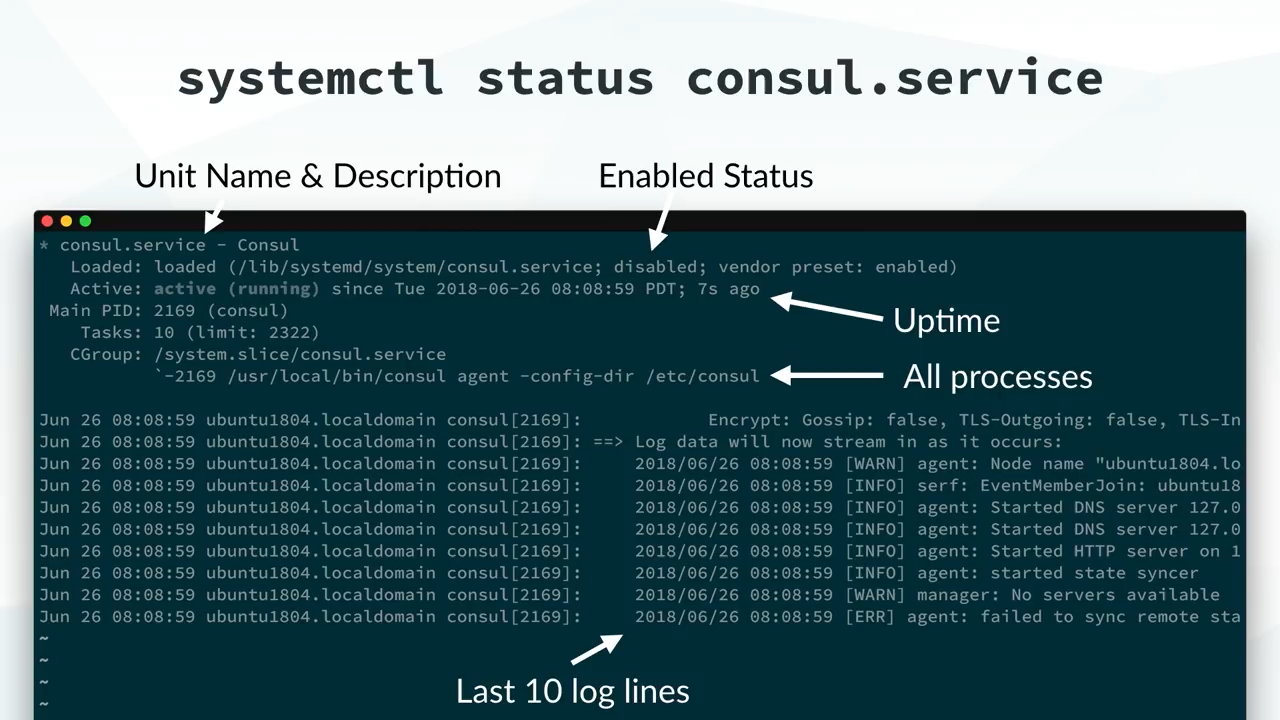 systemctl status consul.service
Unit Name & Description
Enabled Status
* consul.service - Consul
Loaded: loaded (/lib/systemd/system/consul.service; disabled; vendor preset: enabled)
Active: active (running) since Tue 2018-06-26 08:08:59 PDT; 7s ago
Uptime
Main PID: 2169 (consul)
Tasks: 10 (limit: 2322)
CGroup: /system.slice/consul.service
`-2169 /usr/local/bin/consul agent -config-dir /etc/consul
All processes
Jun 26 08:08:59 ubuntu1804.localdomain consul[2169]: Encrypt: Gossip: false, TLS-Outgoing: false, TLS-In
Jun 26 08:08:59 ubuntu1804.localdomain consul[2169]: ==> Log data will now stream in as it occurs:
Jun 26 08:08:59 ubuntu1804.localdomain consul[2169]: 2018/06/26 08:08:59 [WARN] agent: Node name "ubuntu1804.lo
Jun 26 08:08:59 ubuntu1804.localdomain consul[2169]: 2018/06/26 08:08:59 [INFO] serf: EventMemberJoin: ubuntu18
Jun 26 08:08:59 ubuntu1804.localdomain consul[2169]: 2018/06/26 08:08:59 [INFO] agent: Started DNS server 127.0
Jun 26 08:08:59 ubuntu1804.localdomain consul[2169]: 2018/06/26 08:08:59 [INFO] agent: Started DNS server 127.0
Jun 26 08:08:59 ubuntu1804.localdomain consul[2169]: 2018/06/26 08:08:59 [INFO] agent: Started HTTP server on 1
Jun 26 08:08:59 ubuntu1804.localdomain consul[2169]: 2018/06/26 08:08:59 [INFO] agent: started state syncer
Jun 26 08:08:59 ubuntu1804.localdomain consul[2169]: 2018/06/26 08:08:59 [WARN] manager: No servers available
Jun 26 08:08:59 ubuntu1804.localdomain consul[2169]: 2018/06/26 08:08:59 [ERR] agent: failed to sync remote sta
~
~
~
~
Last 10 log lines